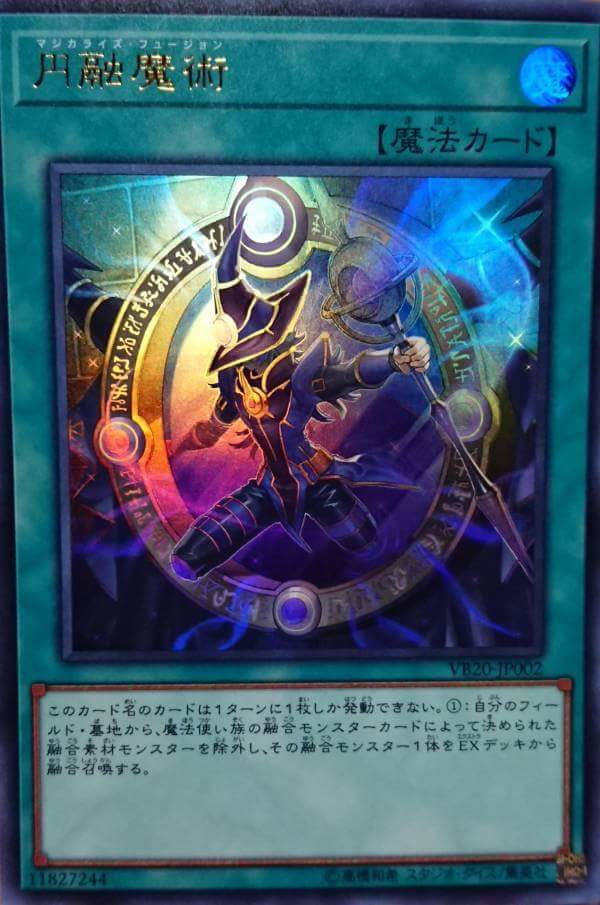 マジカライズ・フュージョン
円融魔術
魔
【魔法カード】
VB20-JP002
このカード名のカードは1ターンに1枚しか発動できない。①:自分のフィー
ルド・墓地から、魔法使い族の融合モンスターカードによって決められた
融合素材モンスターを除外し、その融合モンスター1体をEXデッキから
融合召喚する。
11827244
©高橋和希 スタジオ・ダイス/集英社